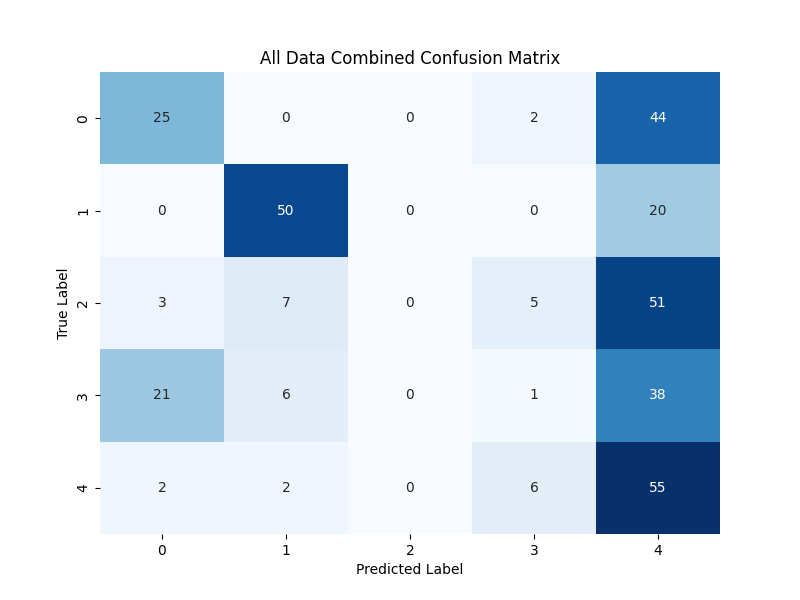 All Data Combined Confusion Matrix
0 25 0 0 2 44
1 0 50 0 0 20
2 3 7 0 5 51
3 21 6 0 1 38
4 2 2 0 6 55
0 1 2 3 4
True Label
Predicted Label